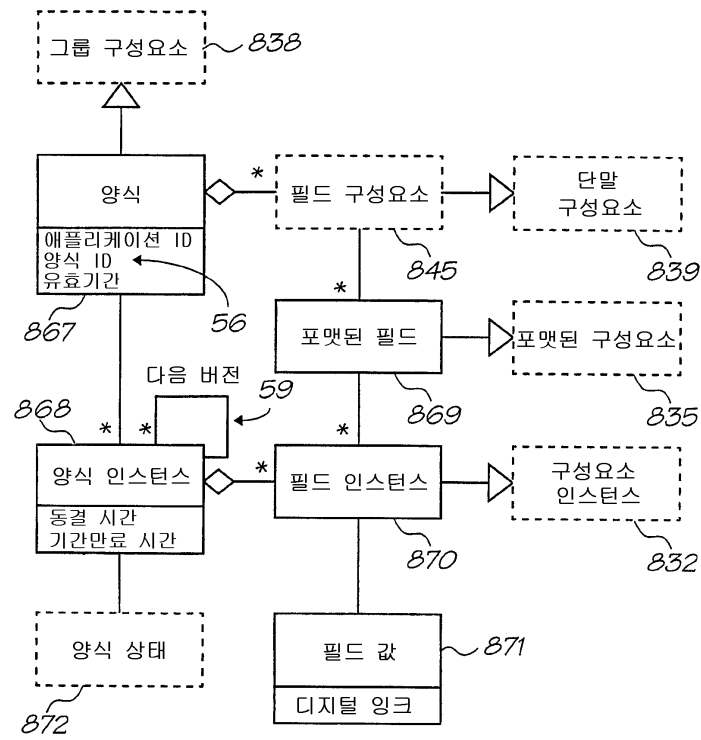 그룹 구성요소
838
양식
*
필드 구성요소
단말
구성요소
애플리케이션 ID
양식 ID
유효기간
867
56
845
839
*
포맷된 필드
포맷된 구성요소
869
835
다음 버전
59
868
*
*
*
양식 인스턴스
*
필드 인스턴스
구성요소
인스턴스
동결 시간
기간만료 시간
870
832
양식 상태
872
필드 값
871
디지털 잉크